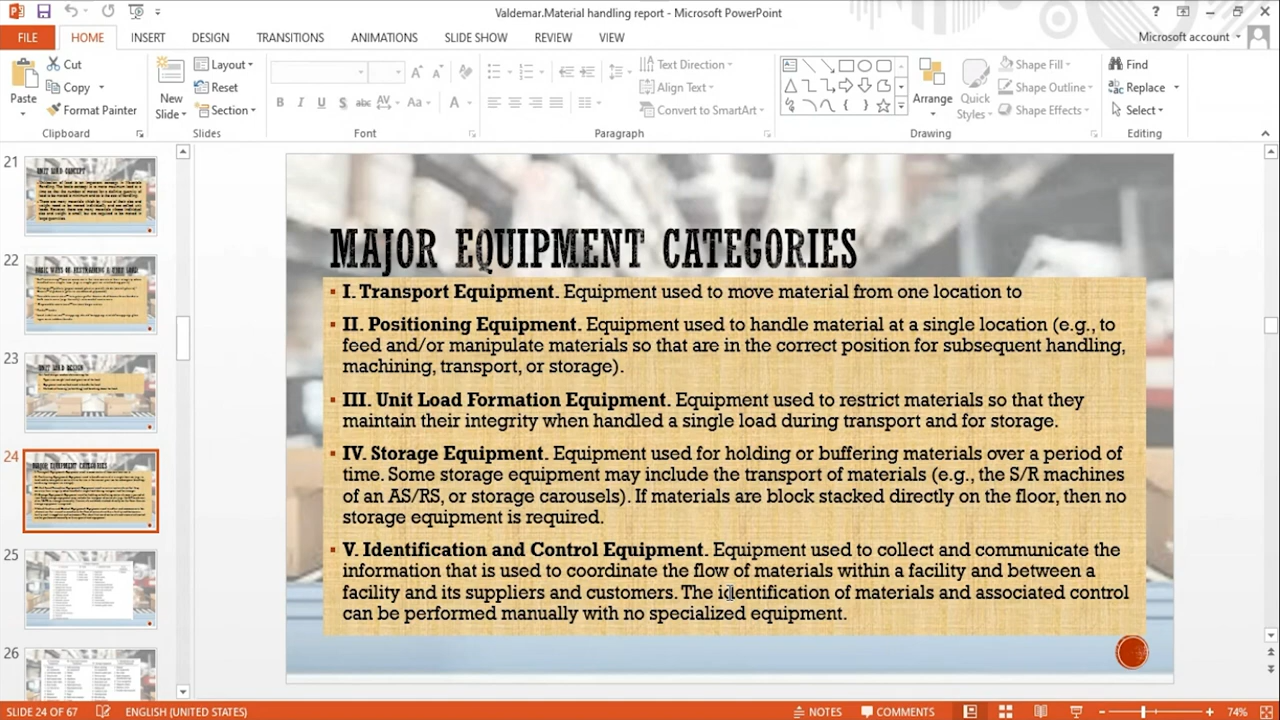 Valdemar.Material handling report - Microsoft PowerPoint
FILE HOME INSERT DESIGN TRANSITIONS ANIMATIONS SLIDE SHOW REVIEW VIEW Microsoft account
Cut
Copy
Format Painter
Paste
Clipboard
New
Slide
Layout
Reset
Section
Slides
Font
Text Direction
Align Text
Convert to SmartArt
Paragraph
Arrange
Quick
Styles
Shape Fill
Shape Outline
Shape Effects
Drawing
Find
Replace
Select
Editing
21
UNIT LOAD CONCEPT
22
23
UNIT LOAD DESIGN
24
MAJOR EQUIPMENT CATEGORIES
25
26
MAJOR EQUIPMENT CATEGORIES
I. Transport Equipment. Equipment used to move material from one location to
II. Positioning Equipment. Equipment used to handle material at a single location (e.g., to
feed and/or manipulate materials so that are in the correct position for subsequent handling,
machining, transport, or storage).
III. Unit Load Formation Equipment. Equipment used to restrict materials so that they
maintain their integrity when handled a single load during transport and for storage.
IV. Storage Equipment. Equipment used for holding or buffering materials over a period of
time. Some storage equipment may include the transport of materials (e.g., the S/R machines
of an AS/RS, or storage carousels). If materials are block stacked directly on the floor, then no
storage equipment is required.
V. Identification and Control Equipment. Equipment used to collect and communicate the
information that is used to coordinate the flow of materials within a facility and between a
facility and its suppliers and customers. The identification of materials and associated control
can be performed manually with no specialized equipment.
SLIDE 24 OF 67 ENGLISH (UNITED STATES) NOTES COMMENTS 74%